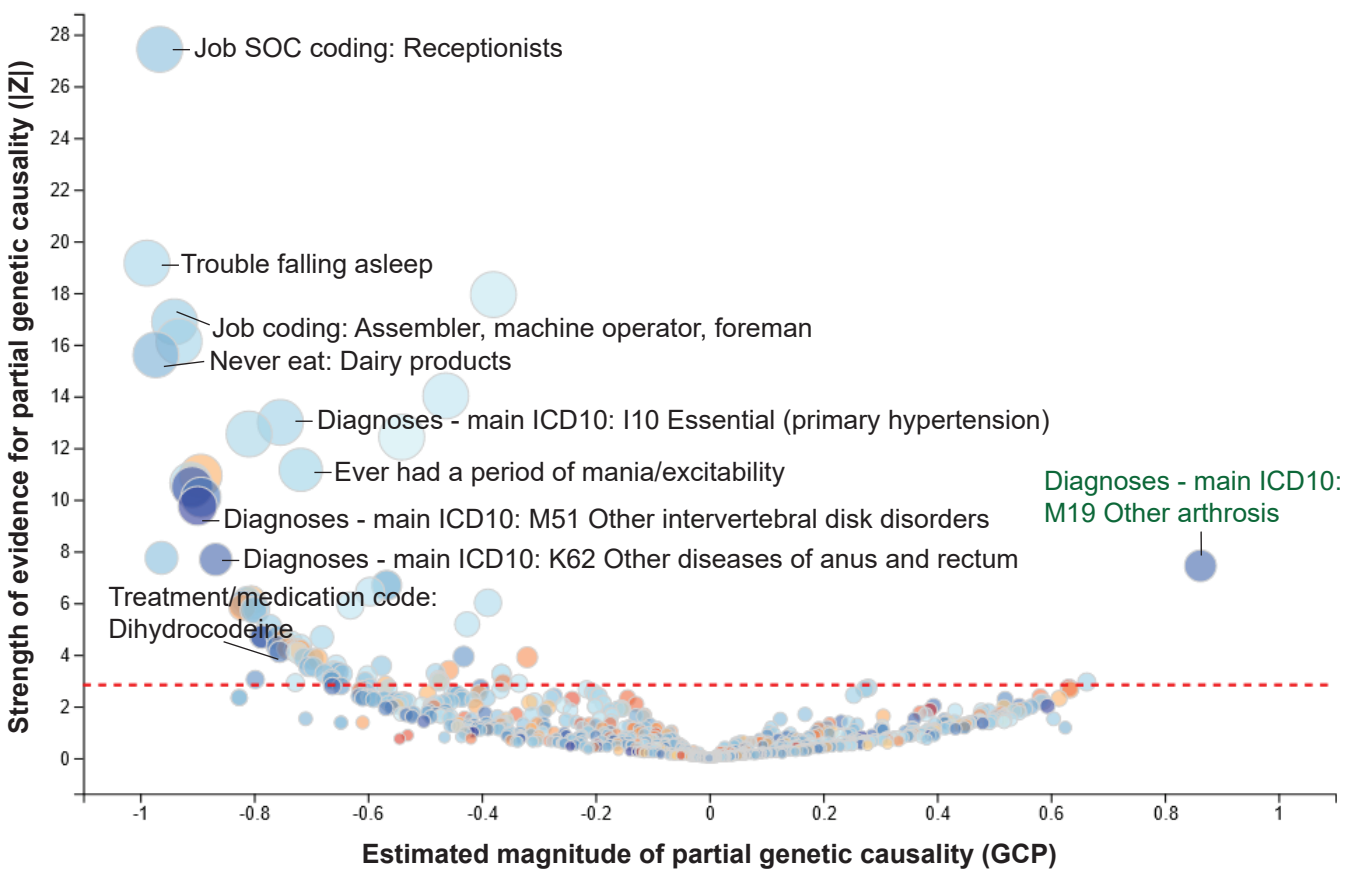 Strength of evidence for partial genetic causality (|Z|)
28
26
24
22
20
18
16
14
12
10
8
6
4
2
0
Job SOC coding: Receptionists
Trouble falling asleep
Job coding: Assembler, machine operator, foreman
Never eat: Dairy products
Diagnoses - main ICD10: I10 Essential (primary hypertension)
Ever had a period of mania/excitability
Diagnoses - main ICD10:
M19 Other arthrosis
Diagnoses - main ICD10: M51 Other intervertebral disk disorders
Diagnoses - main ICD10: K62 Other diseases of anus and rectum
Treatment/medication code:
Dihydrocodeine
-1 -0.8 -0.6 -0.4 -0.2 0 0.2 0.4 0.6 0.8 1
Estimated magnitude of partial genetic causality (GCP)